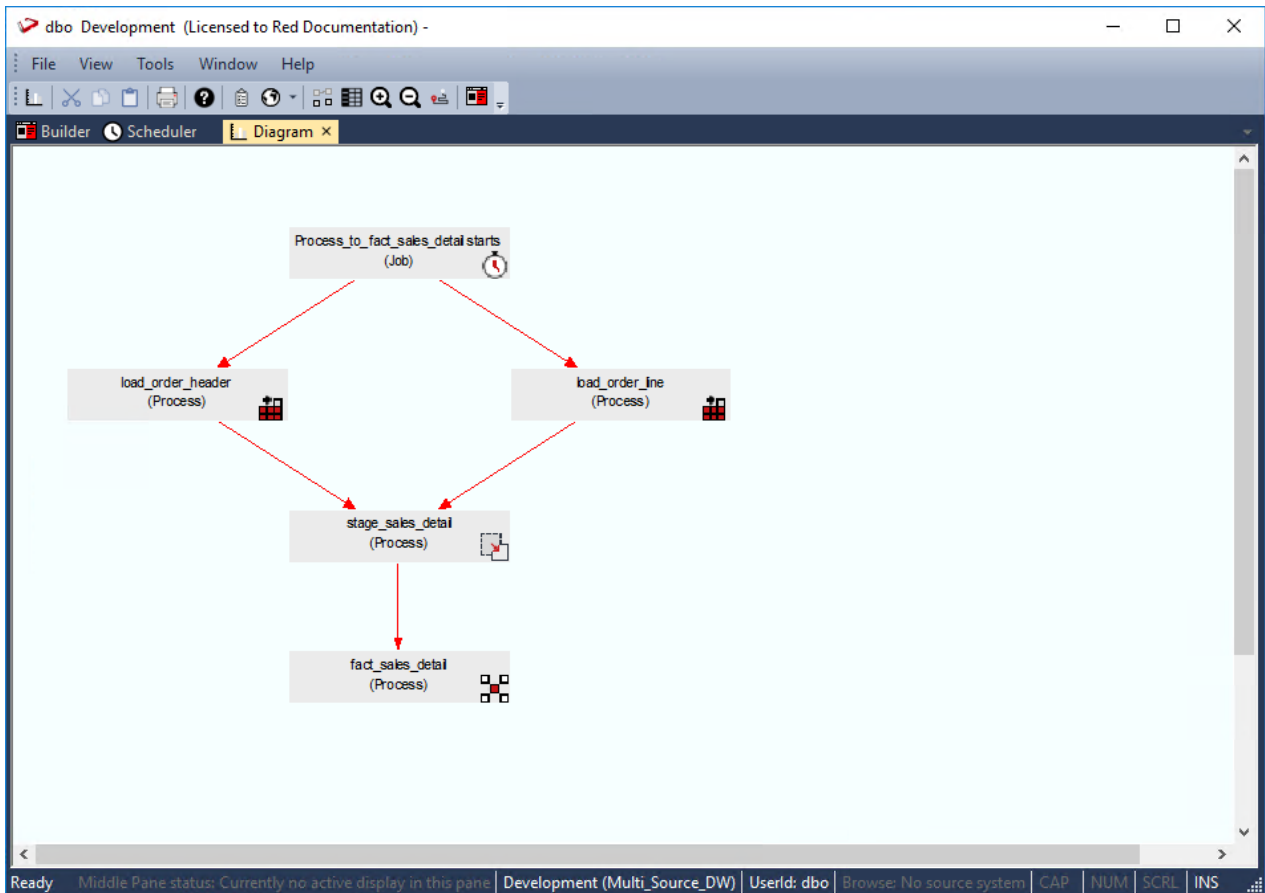 dbo Development (Licensed to Red Documentation) -
File View Tools Window Help
Builder Scheduler Diagram ×
Process_to_fact_sales_detail starts
(Job)
load_order_header load_order_line
(Process) (Process)
stage_sales_detail
(Process)
fact_sales_detail
(Process)
Ready Middle Pane status: Currently no active display in this pane Development (Multi_Source_DW) UserId: dbo Browse: No source system CAP NUM SCRL INS